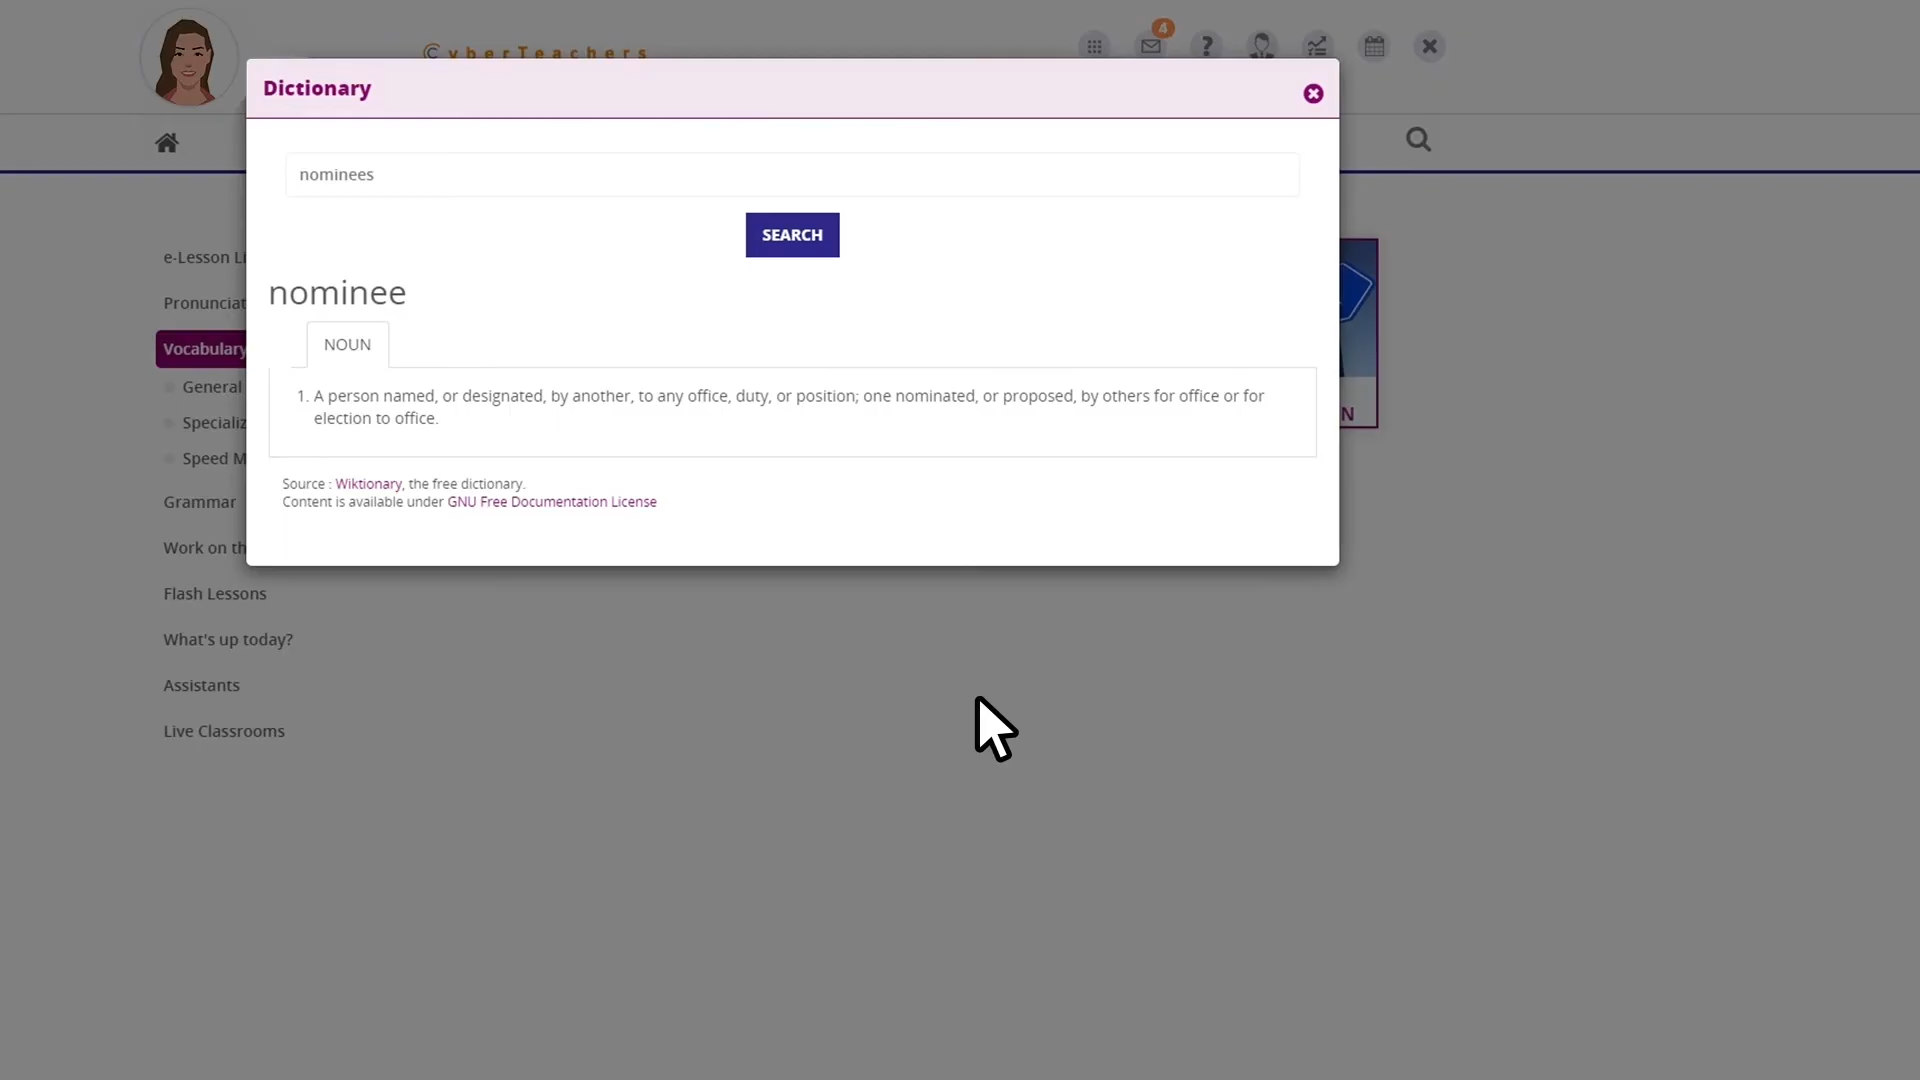 CyberTeachers
4
?
Dictionary
nominees
SEARCH
nominee
NOUN
1. A person named, or designated, by another, to any office, duty, or position; one nominated, or proposed, by others for office or for
election to office.
Source : Wiktionary, the free dictionary.
Content is available under GNU Free Documentation License
e-Lesson Li
Pronunciat
Vocabulary
General
Specializ
Speed M
Grammar
Work on th
Flash Lessons
What's up today?
Assistants
Live Classrooms
N